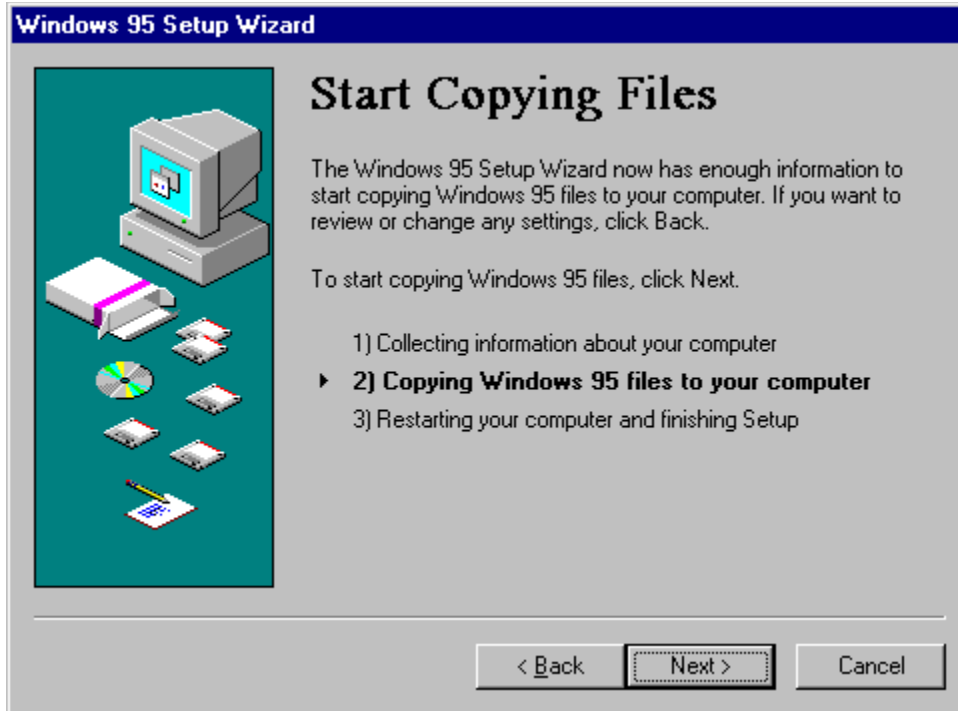 Windows 95 Setup Wizard
Start Copying Files
The Windows 95 Setup Wizard now has enough information to
start copying Windows 95 files to your computer. If you want to
review or change any settings, click Back.
To start copying Windows 95 files, click Next.
1) Collecting information about your computer
2) Copying Windows 95 files to your computer
3) Restarting your computer and finishing Setup
< Back Next > Cancel